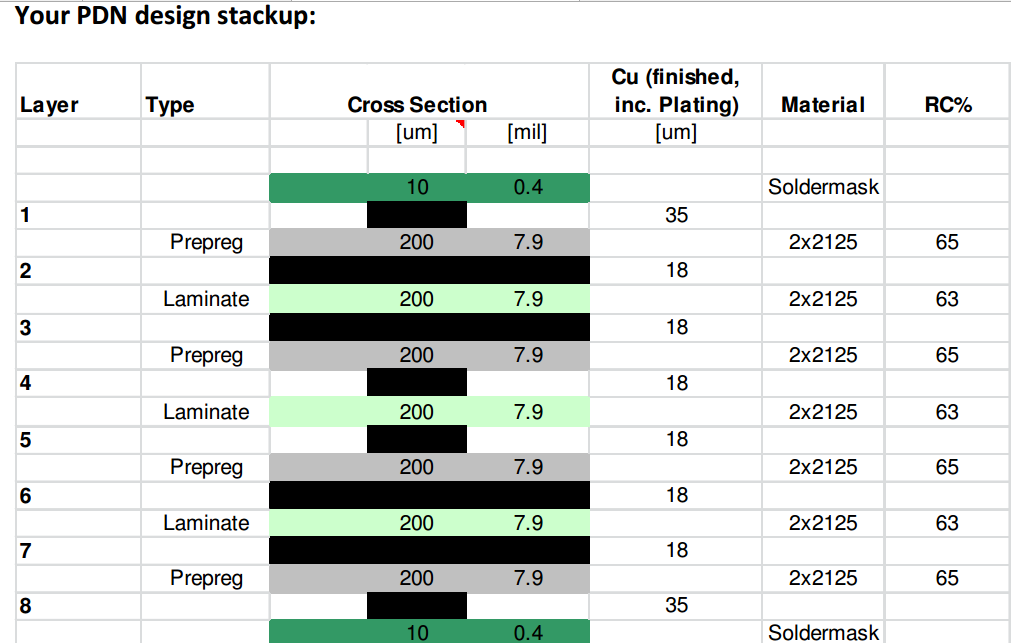 Your PDN design stackup:
Cu (finished,
Layer Type Cross Section inc. Plating) Material RC%
[um] [mil] [um]
10 0.4 Soldermask
1 35
Prepreg 200 7.9 2x2125 65
2 18
Laminate 200 7.9 2x2125 63
3 18
Prepreg 200 7.9 2x2125 65
4 18
Laminate 200 7.9 2x2125 63
5 18
Prepreg 200 7.9 2x2125 65
6 18
Laminate 200 7.9 2x2125 63
7 18
Prepreg 200 7.9 2x2125 65
8 35
10 0.4 Soldermask